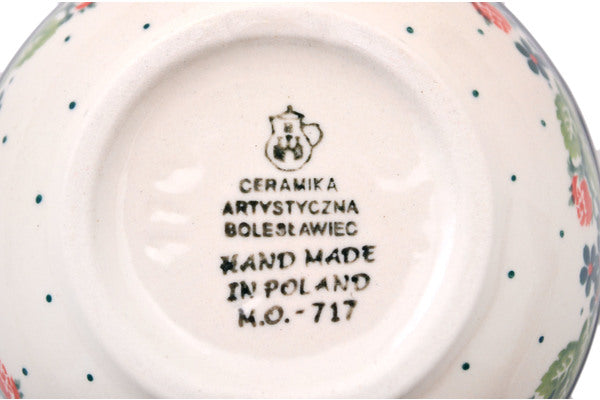 CERAMIKA
ARTYSTYCZNA
BOLESŁAWIEC
HAND MADE
IN POLAND
M.O.-717